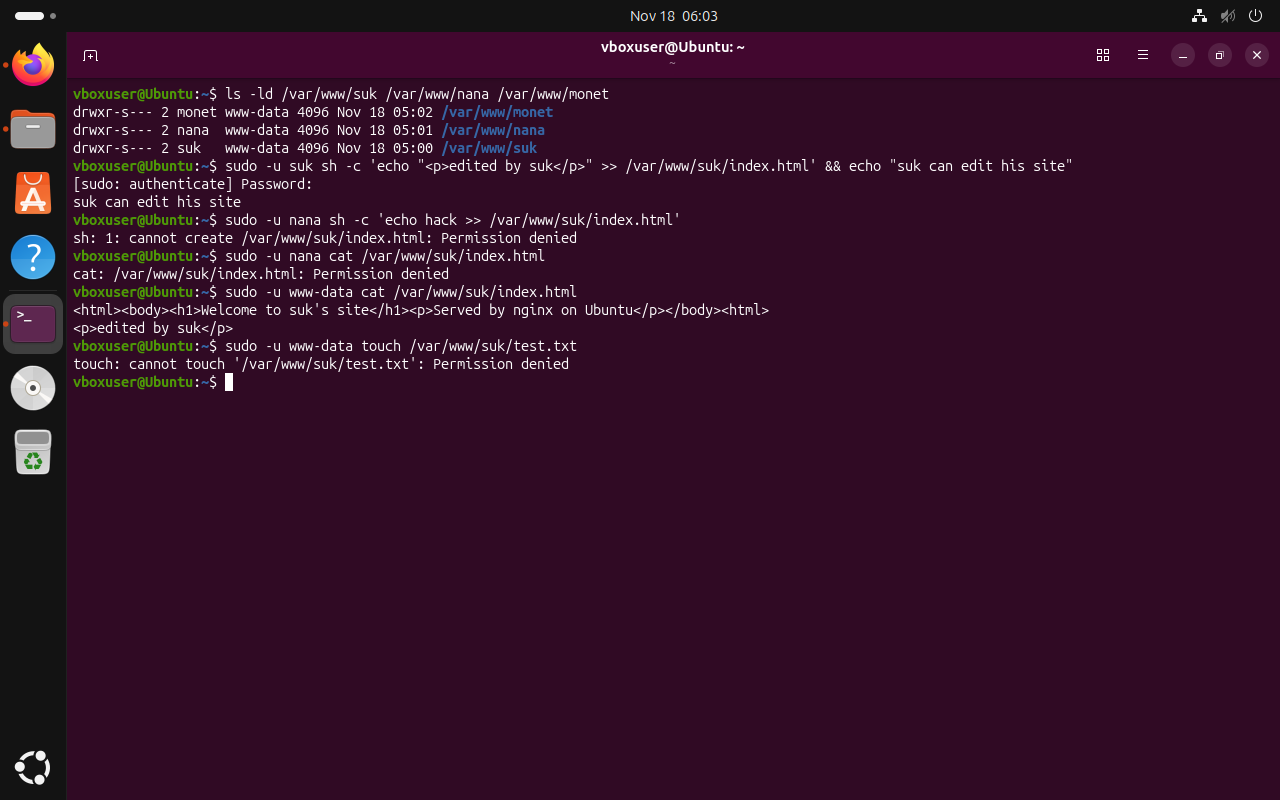 Nov 18 06:03
vboxuser@Ubuntu: ~
~
vboxuser@Ubuntu:~$ ls -ld /var/www/suk /var/www/nana /var/www/monet
drwxr-s--- 2 monet www-data 4096 Nov 18 05:02 /var/www/monet
drwxr-s--- 2 nana  www-data 4096 Nov 18 05:01 /var/www/nana
drwxr-s--- 2 suk   www-data 4096 Nov 18 05:00 /var/www/suk
vboxuser@Ubuntu:~$ sudo -u suk sh -c 'echo "<p>edited by suk</p>" >> /var/www/suk/index.html' && echo "suk can edit his site"
[sudo: authenticate] Password:
suk can edit his site
vboxuser@Ubuntu:~$ sudo -u nana sh -c 'echo hack >> /var/www/suk/index.html'
sh: 1: cannot create /var/www/suk/index.html: Permission denied
vboxuser@Ubuntu:~$ sudo -u nana cat /var/www/suk/index.html
cat: /var/www/suk/index.html: Permission denied
vboxuser@Ubuntu:~$ sudo -u www-data cat /var/www/suk/index.html
<html><body><h1>Welcome to suk's site</h1><p>Served by nginx on Ubuntu</p></body><html>
<p>edited by suk</p>
vboxuser@Ubuntu:~$ sudo -u www-data touch /var/www/suk/test.txt
touch: cannot touch '/var/www/suk/test.txt': Permission denied
vboxuser@Ubuntu:~$